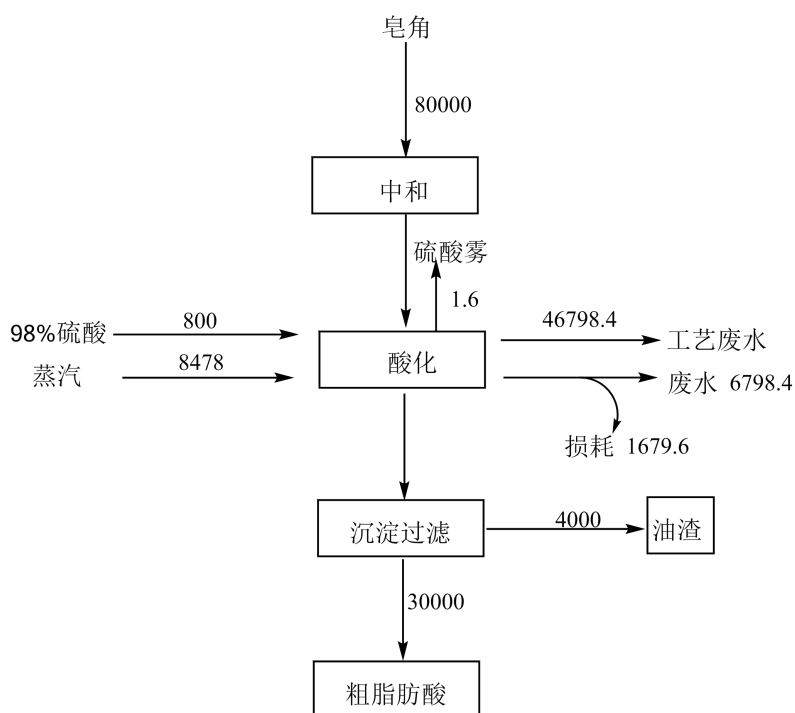 皂角
80000
中和
硫酸雾
1.6
98%硫酸
800
46798.4
工艺废水
蒸汽
8478
酸化
废水 6798.4
损耗 1679.6
沉淀过滤
4000
油渣
30000
粗脂肪酸